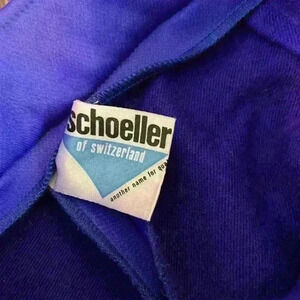 schoeller
of switzerland
another name for